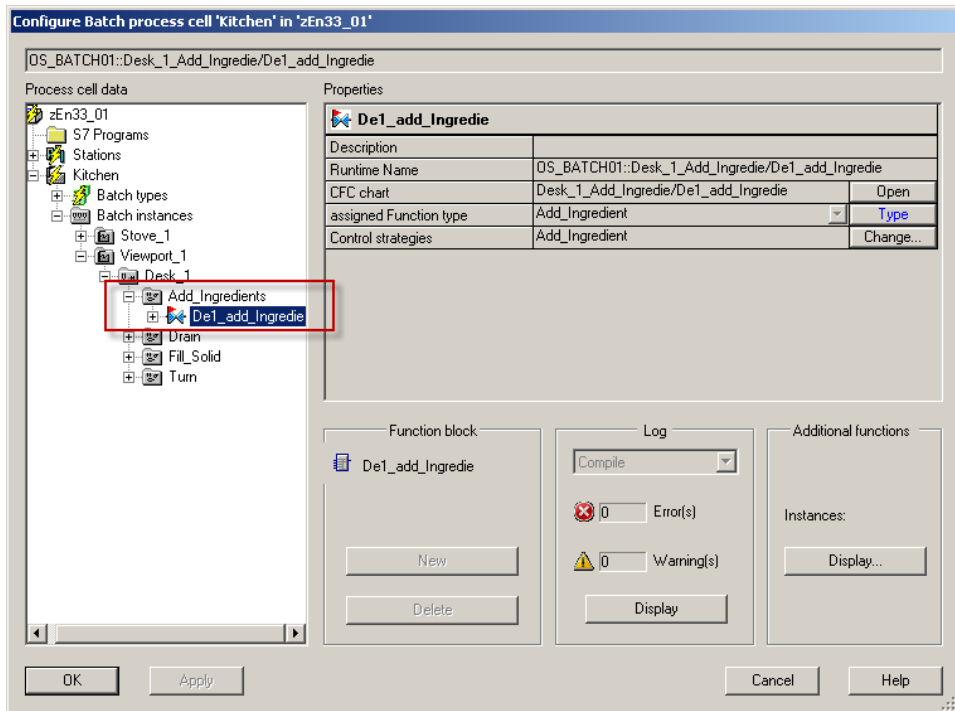 Configure Batch process cell 'Kitchen' in 'zEn33_01'
OS_BATCH01::Desk_1_Add_Ingredie/De1_add_Ingredie
Process cell data
Properties
zEn33_01
S7 Programs
Stations
Kitchen
Batch types
Batch instances
Stove_1
Viewport_1
Desk_1
Add_Ingredients
De1_add_Ingredie
Drain
Fill_Solid
Turn
De1_add_Ingredie
Description
Runtime Name OS_BATCH01::Desk_1_Add_Ingredie/De1_add_Ingredie
CFC chart Desk_1_Add_Ingredie/De1_add_Ingredie Open
assigned Function type Add_Ingredient Type
Control strategies Add_Ingredient Change...
Function block
De1_add_Ingredie
New
Delete
Log
Compile
0 Error(s)
0 Warning(s)
Display
Additional functions
Instances:
Display...
OK Apply Cancel Help